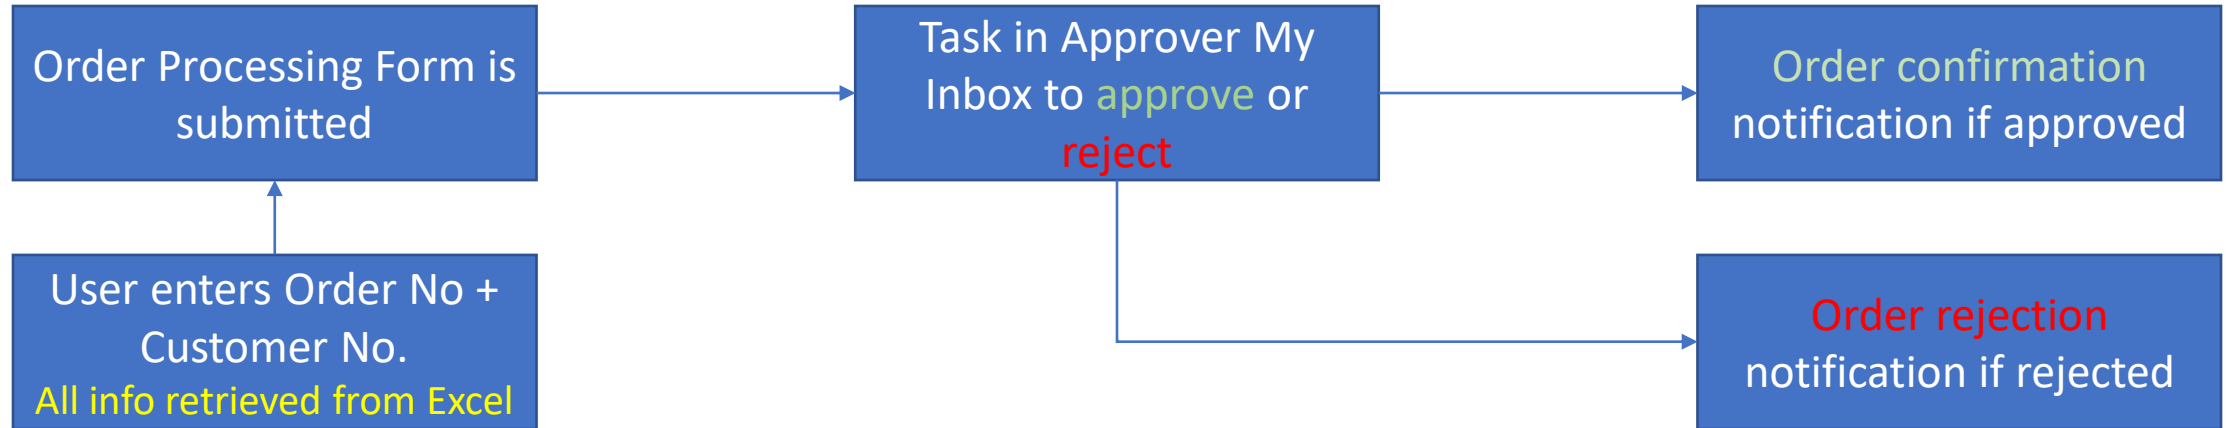 Order Processing Form is
submitted
Task in Approver My
Inbox to approve or
reject
Order confirmation
notification if approved
User enters Order No +
Customer No.
All info retrieved from Excel
Order rejection
notification if rejected